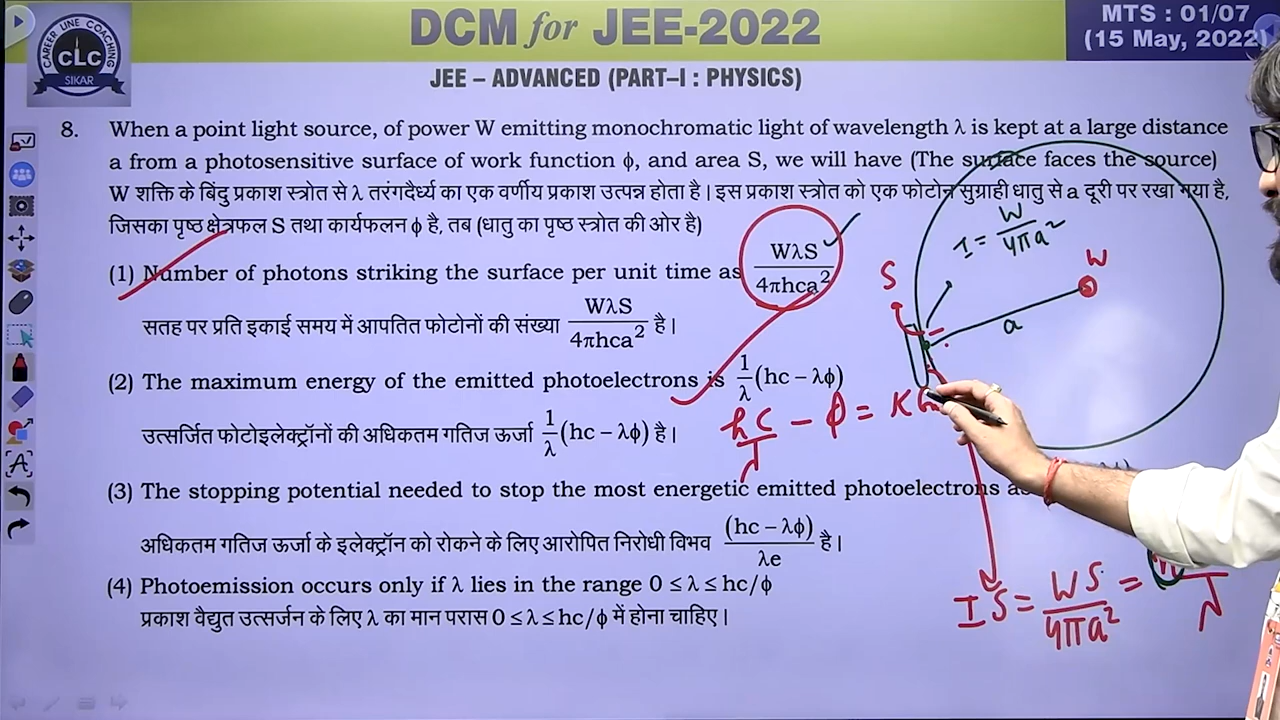 DCM for JEE-2022
MTS : 01/07
(15 May, 2022)
CAREER LINE COACHING
CLC
SIKAR
JEE – ADVANCED (PART–I : PHYSICS)
8. When a point light source, of power W emitting monochromatic light of wavelength λ is kept at a large distance
a from a photosensitive surface of work function ϕ, and area S, we will have (The surface faces the source)
W शक्ति के बिंदु प्रकाश स्त्रोत से λ तरंगदैर्ध्य का एक वर्णीय प्रकाश उत्पन्न होता है। इस प्रकाश स्त्रोत को एक फोटोन सुग्राही धातु से a दूरी पर रखा गया है,
जिसका पृष्ठ क्षेत्रफल S तथा कार्यफलन ϕ है, तब (धातु का पृष्ठ स्त्रोत की ओर है)
I = W/4πa²
W
S
a
(1) Number of photons striking the surface per unit time as WλS/4πhca²
सतह पर प्रति इकाई समय में आपतित फोटोनों की संख्या WλS/4πhca² है।
(2) The maximum energy of the emitted photoelectrons is 1/λ (hc – λϕ)
उत्सर्जित फोटोइलेक्ट्रॉनों की अधिकतम गतिज ऊर्जा 1/λ (hc – λϕ) है।
hc/λ – ϕ = K
(3) The stopping potential needed to stop the most energetic emitted photoelectrons
अधिकतम गतिज ऊर्जा के इलेक्ट्रॉन को रोकने के लिए आरोपित निरोधी विभव (hc – λϕ)/λe है।
(4) Photoemission occurs only if λ lies in the range 0 ≤ λ ≤ hc/ϕ
प्रकाश वैद्युत उत्सर्जन के लिए λ का मान परास 0 ≤ λ ≤ hc/ϕ में होना चाहिए।
I S = WS/4πa² =